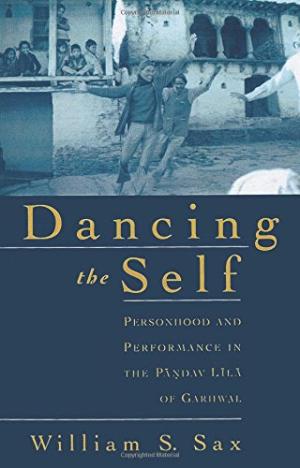 Dancing
the Self
PERSONHOOD AND
PERFORMANCE IN
THE PĀṆḌAV LĪLĀ
OF GARHWAL
William S. Sax